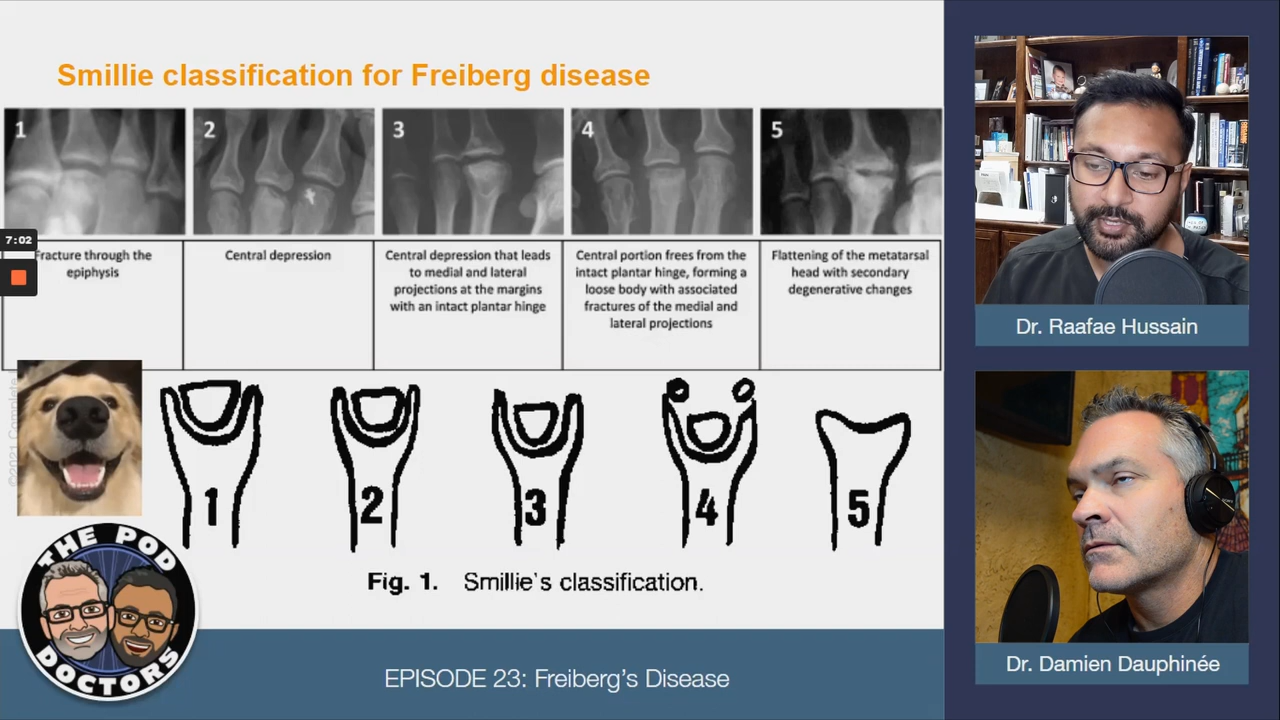 Smillie classification for Freiberg disease
1
2
3
4
5
7:02
Fracture through the
epiphysis
Central depression
Central depression that leads
to medial and lateral
projections at the margins
with an intact plantar hinge
Central portion frees from the
intact plantar hinge, forming a
loose body with associated
fractures of the medial and
lateral projections
Flattening of the metatarsal
head with secondary
degenerative changes
©2021 Complete
1
2
3
4
5
Fig. 1. Smillie's classification.
THE POD
DOCTORS
EPISODE 23: Freiberg's Disease
Dr. Raafae Hussain
Dr. Damien Dauphinée